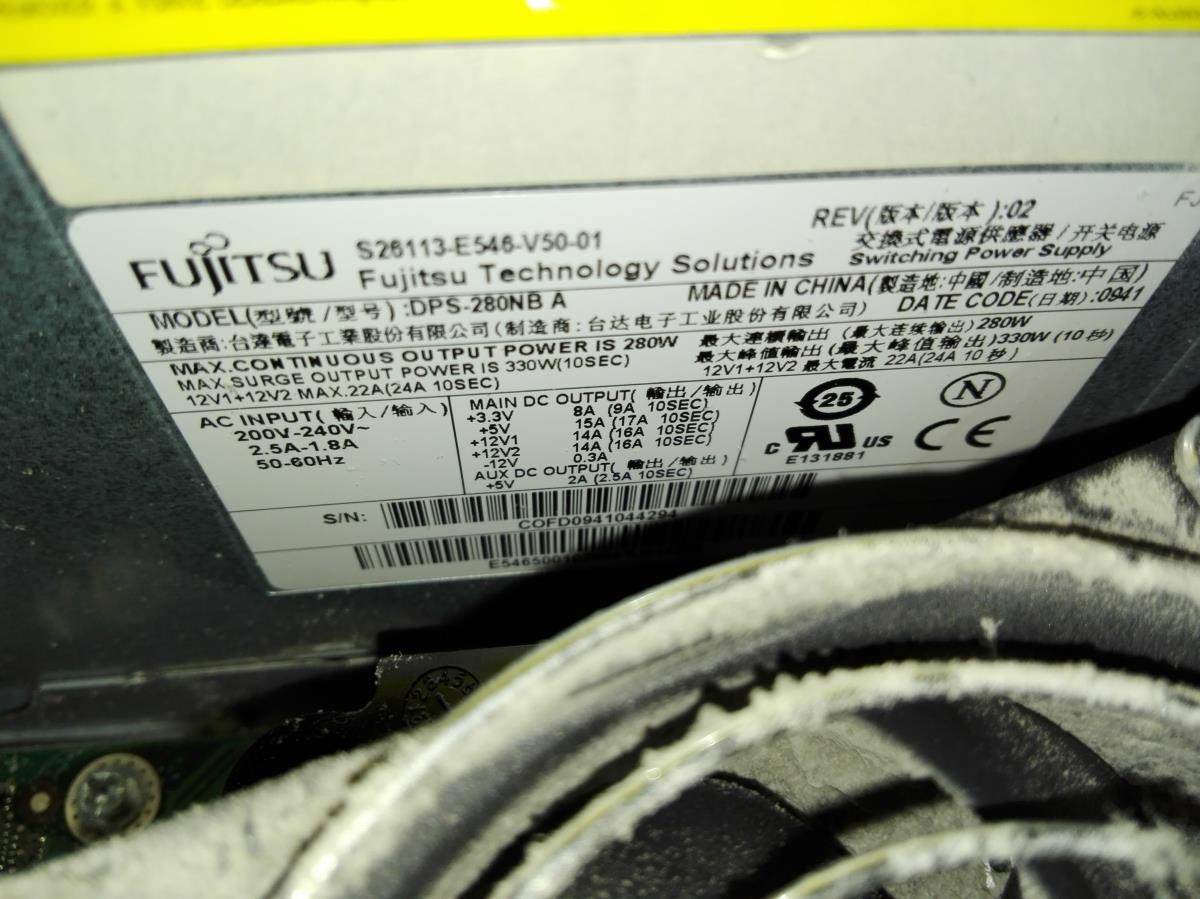 FUJITSU
S26113-E546-V50-01
Fujitsu Technology Solutions
REV(版本/版本):02
交換式電源供應器/开关电源
Switching Power Supply
MODEL(型號/型号):DPS-280NB A
MADE IN CHINA(製造地:中國/制造地:中国)
製造商:台達電子工業股份有限公司(制造商:台达电子工业股份有限公司)
DATE CODE(日期):0941
MAX.CONTINUOUS OUTPUT POWER IS 280W
最大連續輸出 (最大连续输出)280W
MAX.SURGE OUTPUT POWER IS 330W(10SEC)
最大峰值輸出(最大峰值输出)330W(10秒)
12V1+12V2 MAX.22A(24A 10SEC)
12V1+12V2 最大電流 22A(24A 10秒)
AC INPUT(輸入/输入)
200V-240V~
2.5A-1.8A
50-60Hz
MAIN DC OUTPUT(輸出/输出)
+3.3V 8A (9A 10SEC)
+5V 15A (17A 10SEC)
+12V1 14A (16A 10SEC)
+12V2 14A (16A 10SEC)
-12V 0.3A
AUX DC OUTPUT(輸出/输出)
+5V 2A (2.5A 10SEC)
25
N
c RU US
E131881
CE
S/N:
COFD0941044294